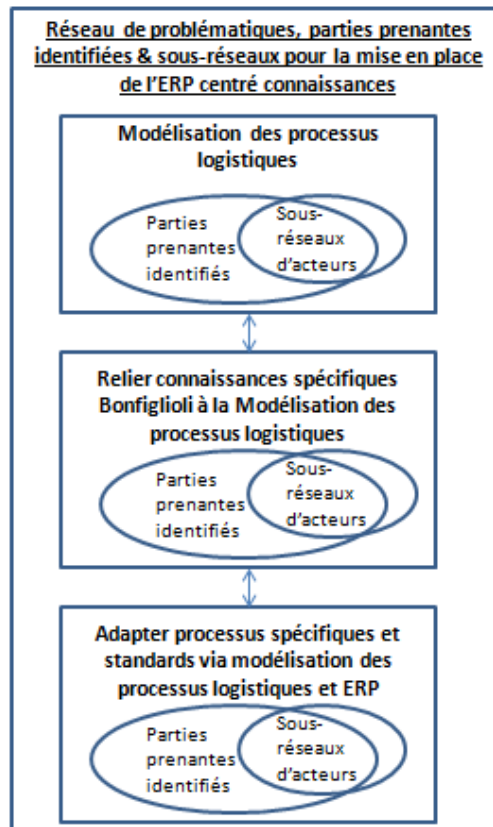 Réseau de problématiques, parties prenantes
identifiées & sous-réseaux pour la mise en place
de l'ERP centré connaissances
Modélisation des processus
logistiques
Parties
prenantes
identifiés
Sous-
réseaux
d'acteurs
Relier connaissances spécifiques
Bonfiglioli à la Modélisation des
processus logistiques
Parties
prenantes
identifiés
Sous-
réseaux
d'acteurs
Adapter processus spécifiques et
standards via modélisation des
processus logistiques et ERP
Parties
prenantes
identifiés
Sous-
réseaux
d'acteurs